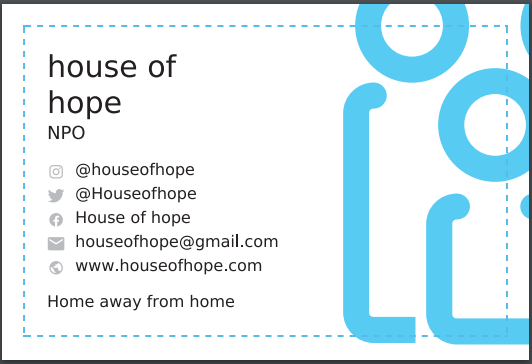 house of
hope
NPO
@houseofhope
@Houseofhope
House of hope
houseofhope@gmail.com
www.houseofhope.com
Home away from home